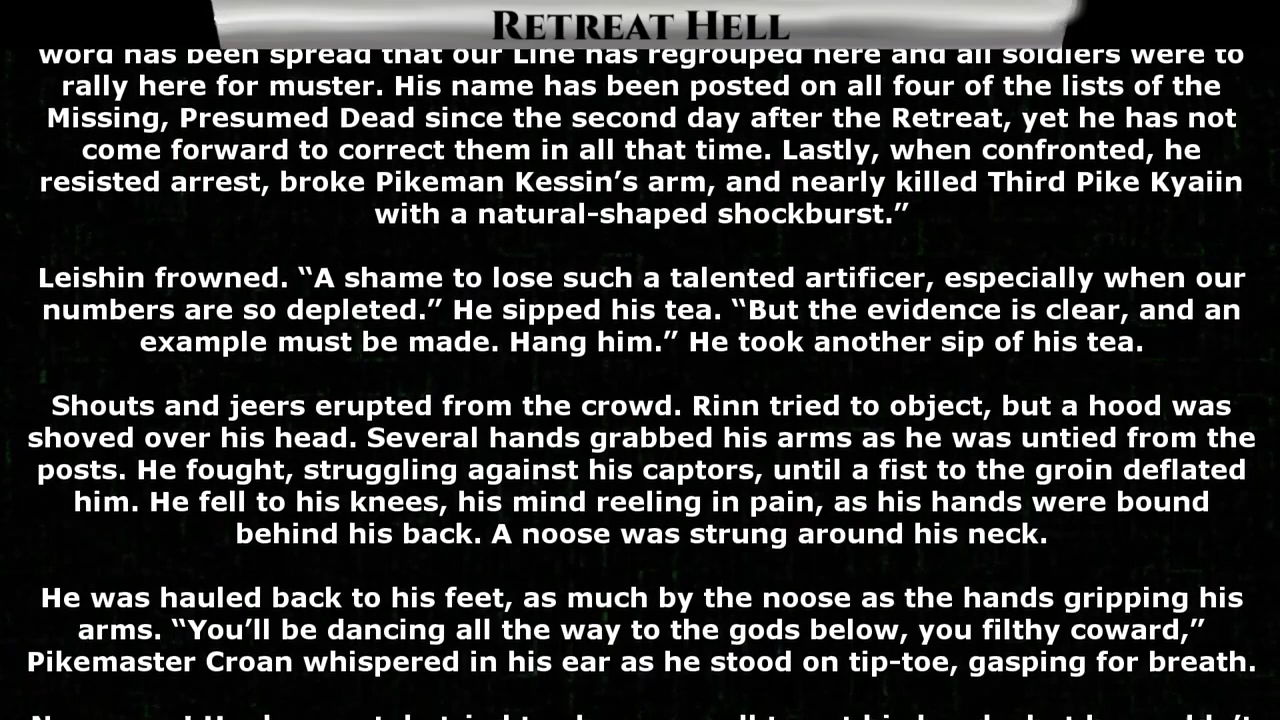 Retreat Hell
word has been spread that our Line has regrouped here and all soldiers were to
rally here for muster. His name has been posted on all four of the lists of the
Missing, Presumed Dead since the second day after the Retreat, yet he has not
come forward to correct them in all that time. Lastly, when confronted, he
resisted arrest, broke Pikeman Kessin’s arm, and nearly killed Third Pike Kyaiin
with a natural-shaped shockburst.”
Leishin frowned. “A shame to lose such a talented artificer, especially when our
numbers are so depleted.” He sipped his tea. “But the evidence is clear, and an
example must be made. Hang him.” He took another sip of his tea.
Shouts and jeers erupted from the crowd. Rinn tried to object, but a hood was
shoved over his head. Several hands grabbed his arms as he was untied from the
posts. He fought, struggling against his captors, until a fist to the groin deflated
him. He fell to his knees, his mind reeling in pain, as his hands were bound
behind his back. A noose was strung around his neck.
He was hauled back to his feet, as much by the noose as the hands gripping his
arms. “You’ll be dancing all the way to the gods below, you filthy coward,”
Pikemaster Croan whispered in his ear as he stood on tip-toe, gasping for breath.